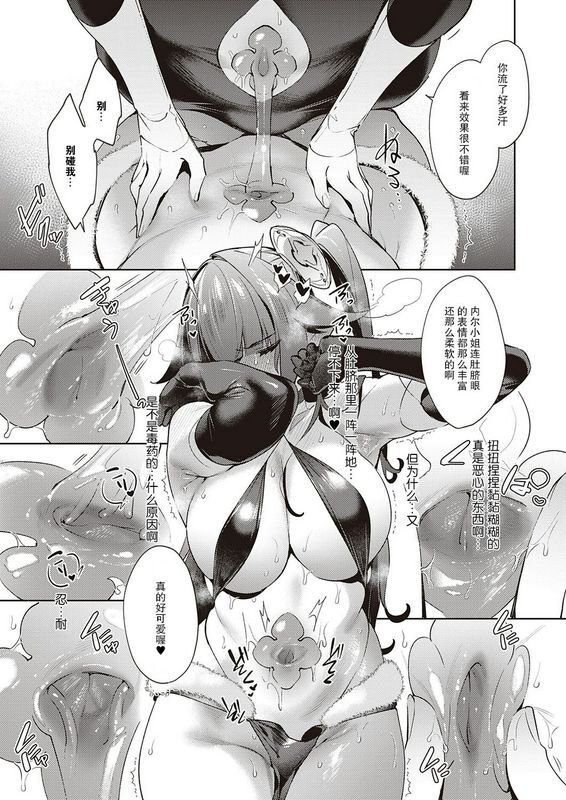 你流了好多汗
看来效果很不错喔
别…
别碰我…
内尔小姐连肚脐眼
的表情都那么丰富
还那么柔软的啊
从肚脐那里一阵一阵地…
停不下来…啊♥
是不是毒药的…什么原因啊
扭扭捏捏黏黏糊糊的
真是恶心的东西啊…
但为什么…又
忍…耐
真的好可爱喔
♥